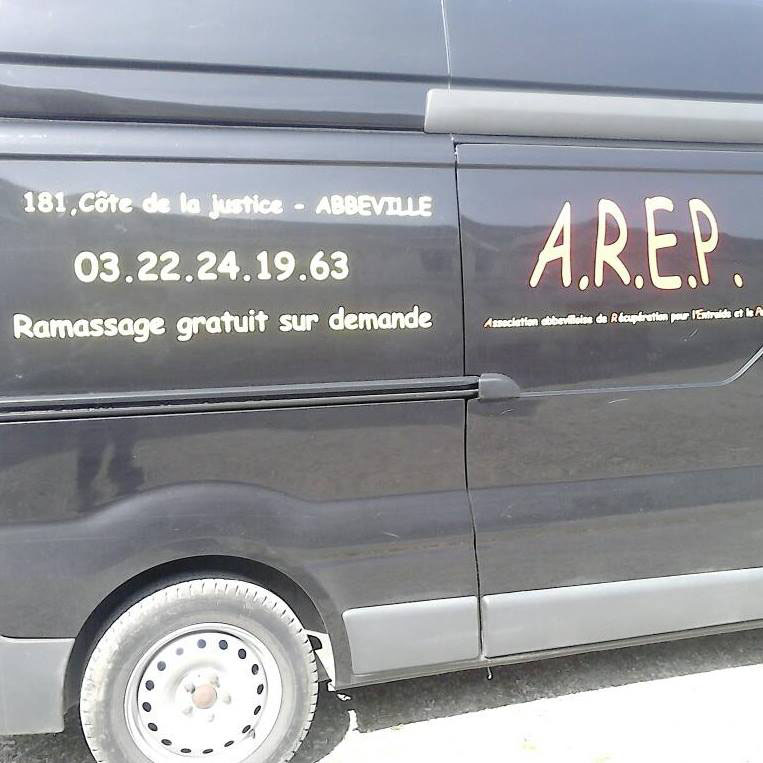 181,Côte de la justice - ABBEVILLE
03.22.24.19.63
Ramassage gratuit sur demande
A.R.E.P.
Association abbevilloise de Récupération pour l'Entraide et le